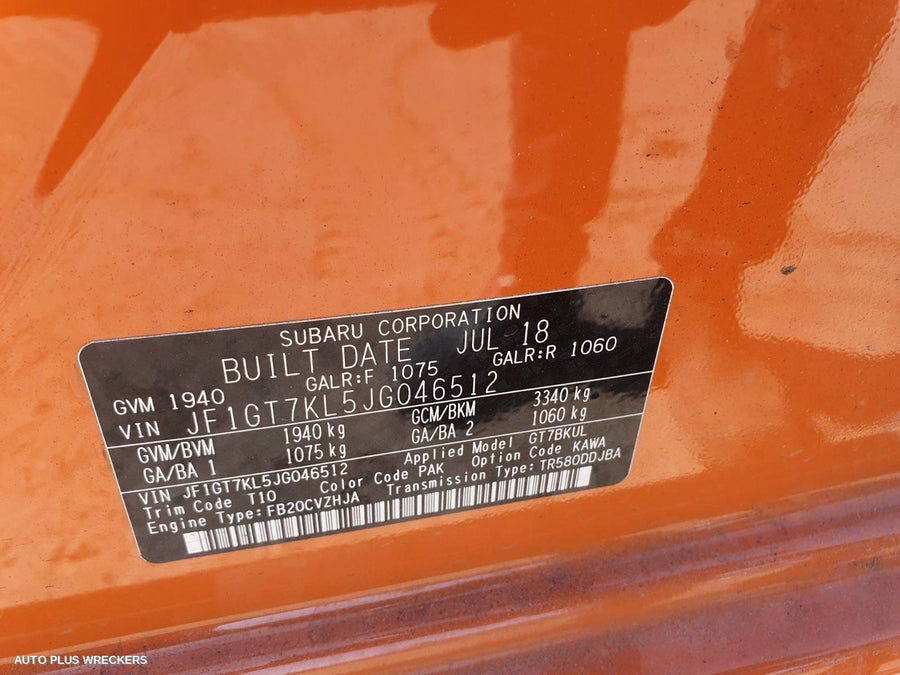 SUBARU CORPORATION
BUILT DATE JUL 18
GVM 1940 GALR:F 1075 GALR:R 1060
VIN JF1GT7KL5JG046512
GVM/BVM 1940 kg GCM/BKM 3340 kg
GA/BA 1 1075 kg GA/BA 2 1060 kg
VIN JF1GT7KL5JG046512 Applied Model GT7BKUL
Trim Code T10 Color Code PAK Option Code KAWA
Engine Type: FB20CVZHJA Transmission Type: TR580DDJBA
AUTO PLUS WRECKERS